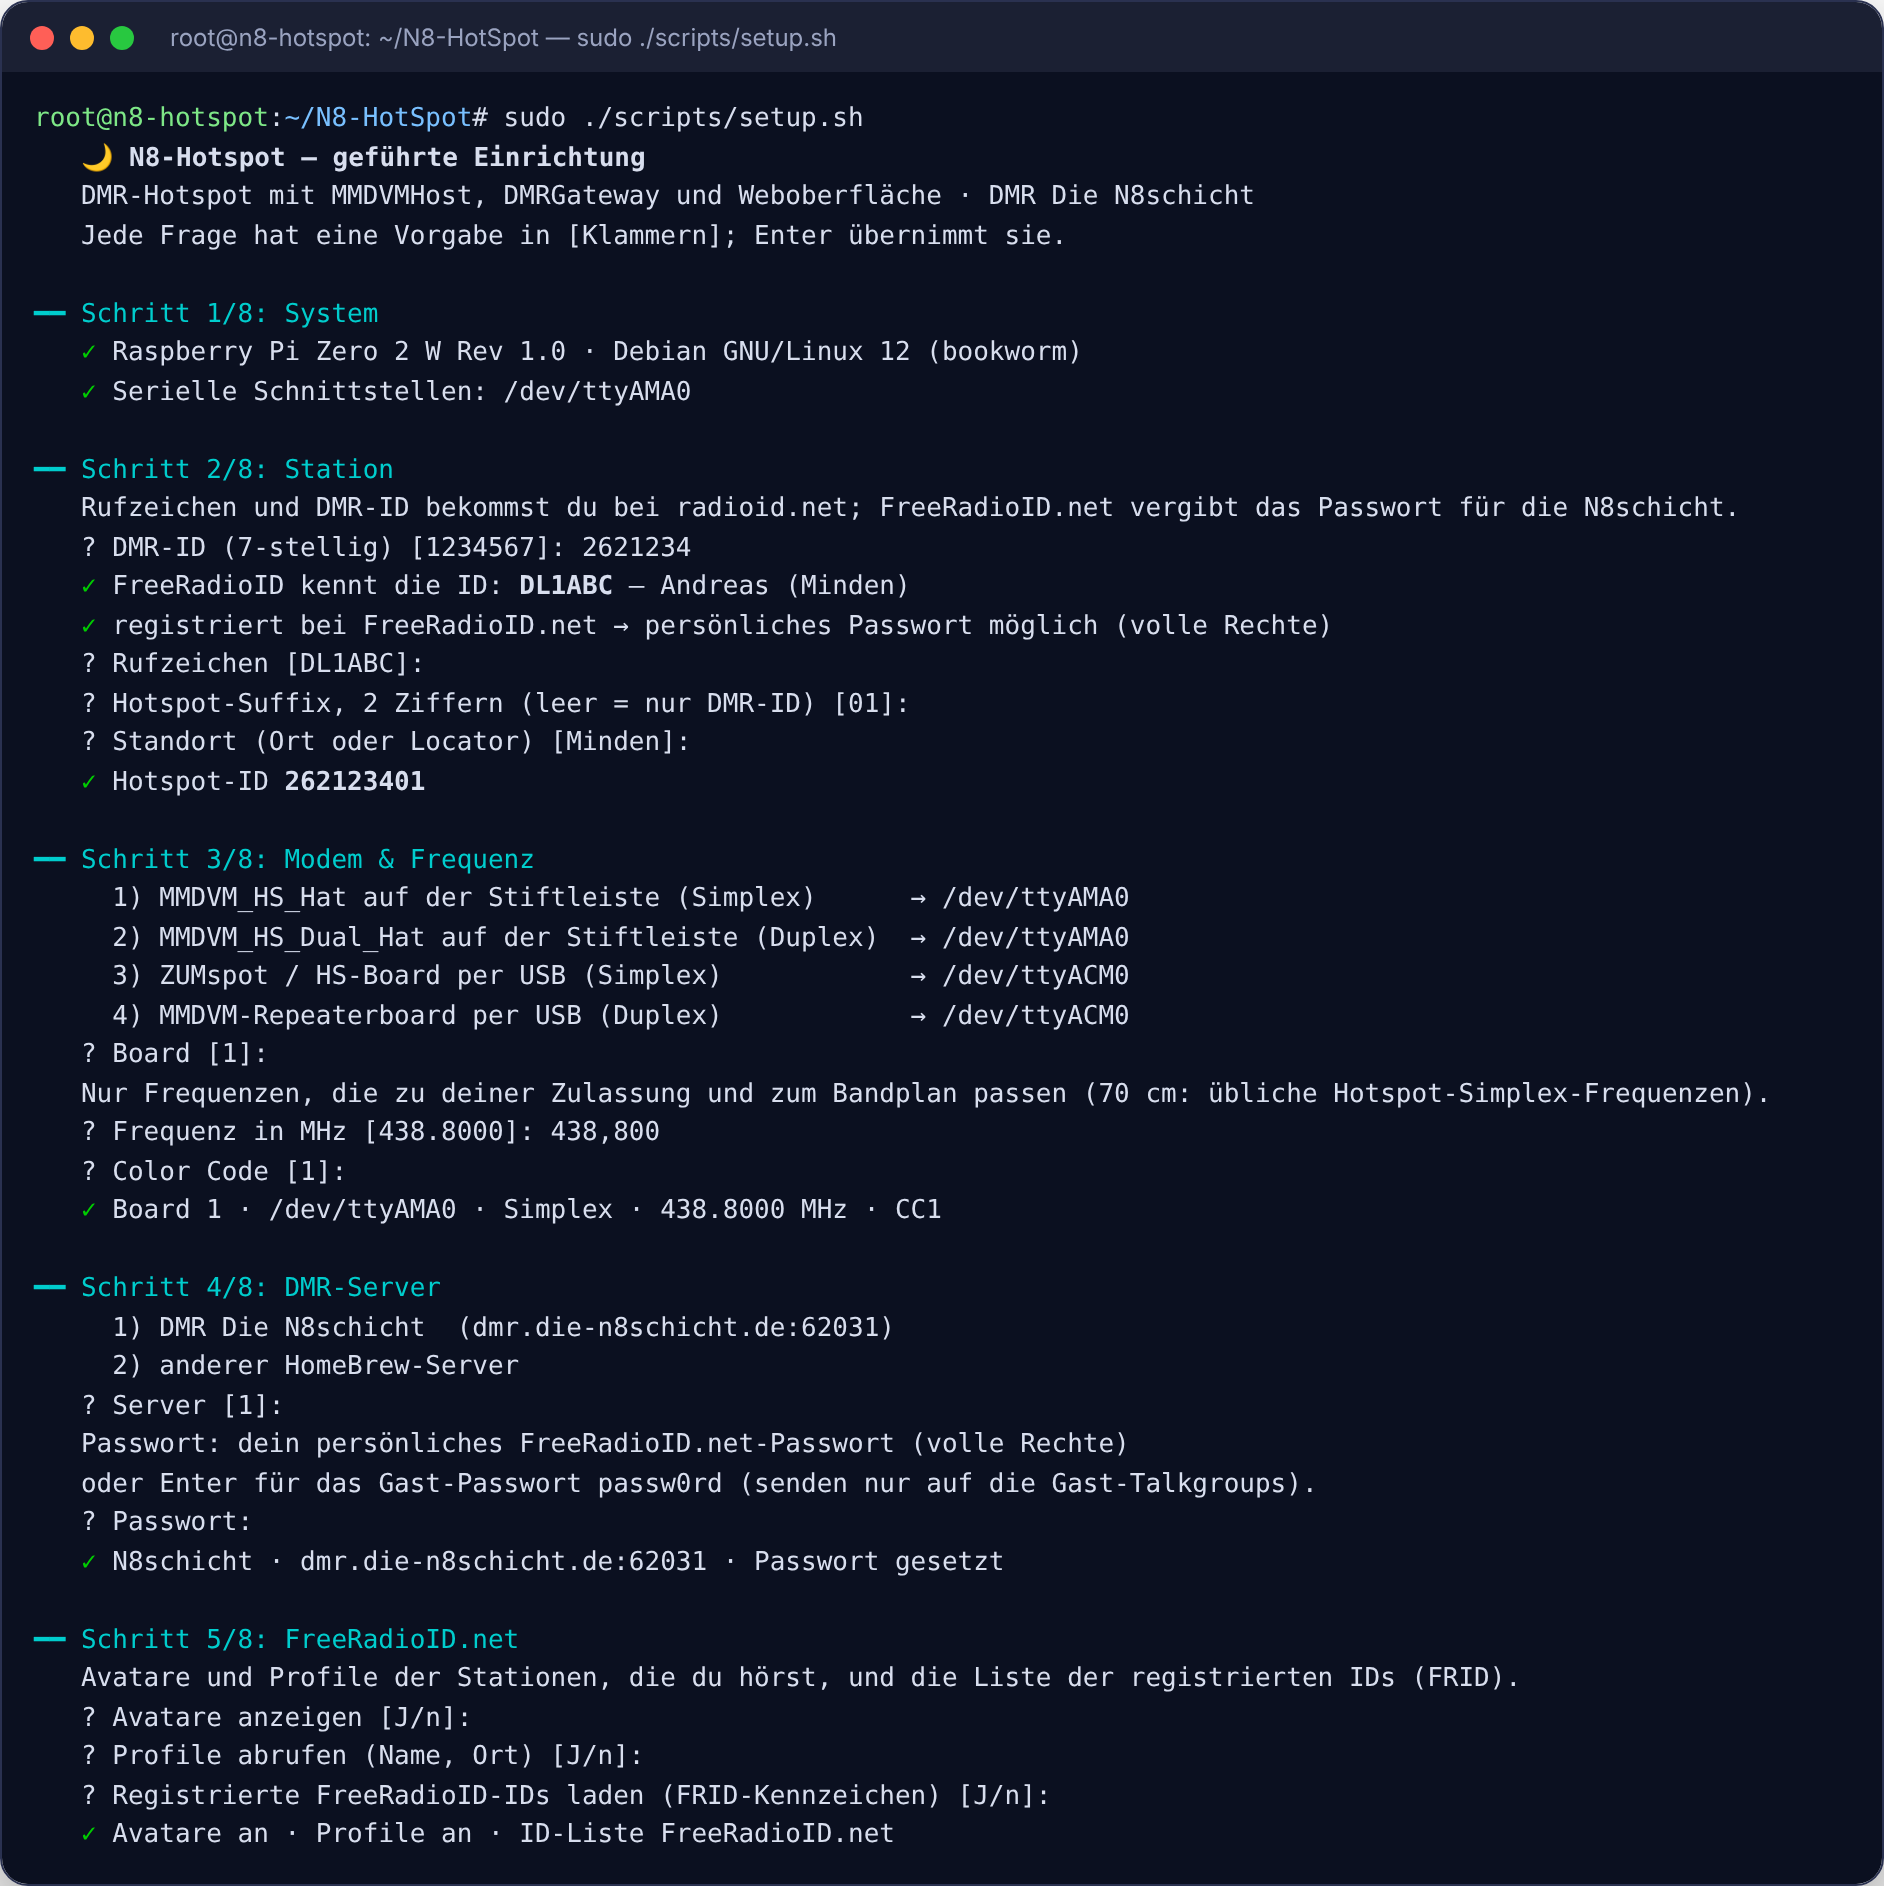 root@n8-hotspot: ~/N8-HotSpot — sudo ./scripts/setup.sh
root@n8-hotspot:~/N8-HotSpot# sudo ./scripts/setup.sh
🌙 N8-Hotspot — geführte Einrichtung
DMR-Hotspot mit MMDVMHost, DMRGateway und Weboberfläche · DMR Die N8schicht
Jede Frage hat eine Vorgabe in [Klammern]; Enter übernimmt sie.
━━ Schritt 1/8: System
✓ Raspberry Pi Zero 2 W Rev 1.0 · Debian GNU/Linux 12 (bookworm)
✓ Serielle Schnittstellen: /dev/ttyAMA0
━━ Schritt 2/8: Station
Rufzeichen und DMR-ID bekommst du bei radioid.net; FreeRadioID.net vergibt das Passwort für die N8schicht.
? DMR-ID (7-stellig) [1234567]: 2621234
✓ FreeRadioID kennt die ID: DL1ABC — Andreas (Minden)
✓ registriert bei FreeRadioID.net → persönliches Passwort möglich (volle Rechte)
? Rufzeichen [DL1ABC]:
? Hotspot-Suffix, 2 Ziffern (leer = nur DMR-ID) [01]:
? Standort (Ort oder Locator) [Minden]:
✓ Hotspot-ID 262123401
━━ Schritt 3/8: Modem & Frequenz
1) MMDVM_HS_Hat auf der Stiftleiste (Simplex) → /dev/ttyAMA0
2) MMDVM_HS_Dual_Hat auf der Stiftleiste (Duplex) → /dev/ttyAMA0
3) ZUMspot / HS-Board per USB (Simplex) → /dev/ttyACM0
4) MMDVM-Repeaterboard per USB (Duplex) → /dev/ttyACM0
? Board [1]:
Nur Frequenzen, die zu deiner Zulassung und zum Bandplan passen (70 cm: übliche Hotspot-Simplex-Frequenzen).
? Frequenz in MHz [438.8000]: 438,800
? Color Code [1]:
✓ Board 1 · /dev/ttyAMA0 · Simplex · 438.8000 MHz · CC1
━━ Schritt 4/8: DMR-Server
1) DMR Die N8schicht (dmr.die-n8schicht.de:62031)
2) anderer HomeBrew-Server
? Server [1]:
Passwort: dein persönliches FreeRadioID.net-Passwort (volle Rechte)
oder Enter für das Gast-Passwort passw0rd (senden nur auf die Gast-Talkgroups).
? Passwort:
✓ N8schicht · dmr.die-n8schicht.de:62031 · Passwort gesetzt
━━ Schritt 5/8: FreeRadioID.net
Avatare und Profile der Stationen, die du hörst, und die Liste der registrierten IDs (FRID).
? Avatare anzeigen [J/n]:
? Profile abrufen (Name, Ort) [J/n]:
? Registrierte FreeRadioID-IDs laden (FRID-Kennzeichen) [J/n]:
✓ Avatare an · Profile an · ID-Liste FreeRadioID.net